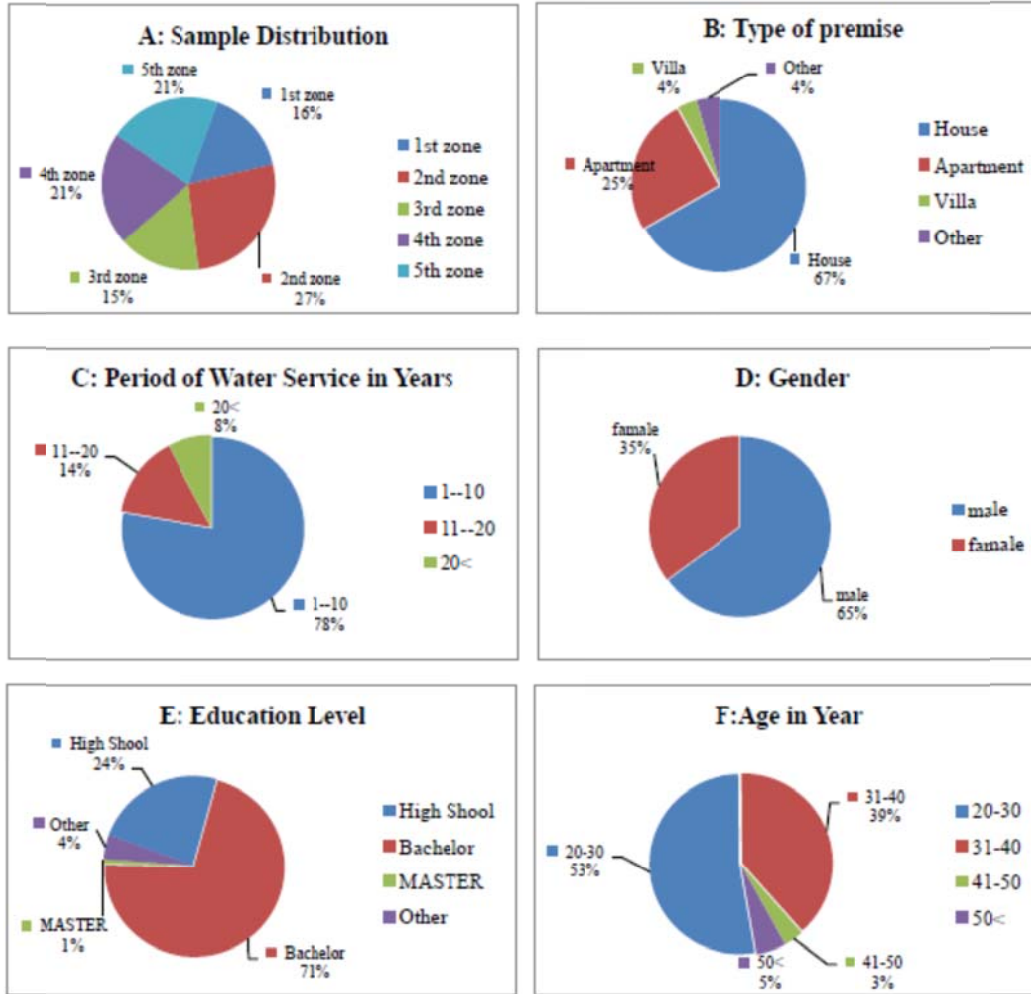 A: Sample Distribution
5th zone
21%
1st zone
16%
4th zone
21%
3rd zone
15%
2nd zone
27%
1st zone
2nd zone
3rd zone
4th zone
5th zone
B: Type of premise
Villa
4%
Other
4%
Apartment
25%
House
67%
House
Apartment
Villa
Other
C: Period of Water Service in Years
20<
8%
11--20
14%
1--10
78%
1--10
11--20
20<
D: Gender
famale
35%
male
65%
male
famale
E: Education Level
High Shool
24%
Other
4%
MASTER
1%
Bachelor
71%
High Shool
Bachelor
MASTER
Other
F:Age in Year
31-40
39%
20-30
53%
50<
5%
41-50
3%
20-30
31-40
41-50
50<